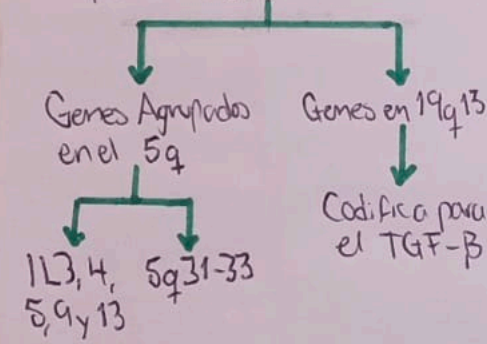 Genes Agrupados
en el 5q
Genes en 19q13
Codifica para
el TGF-β
IL3, 4,
5, 9 y 13
5q31-33